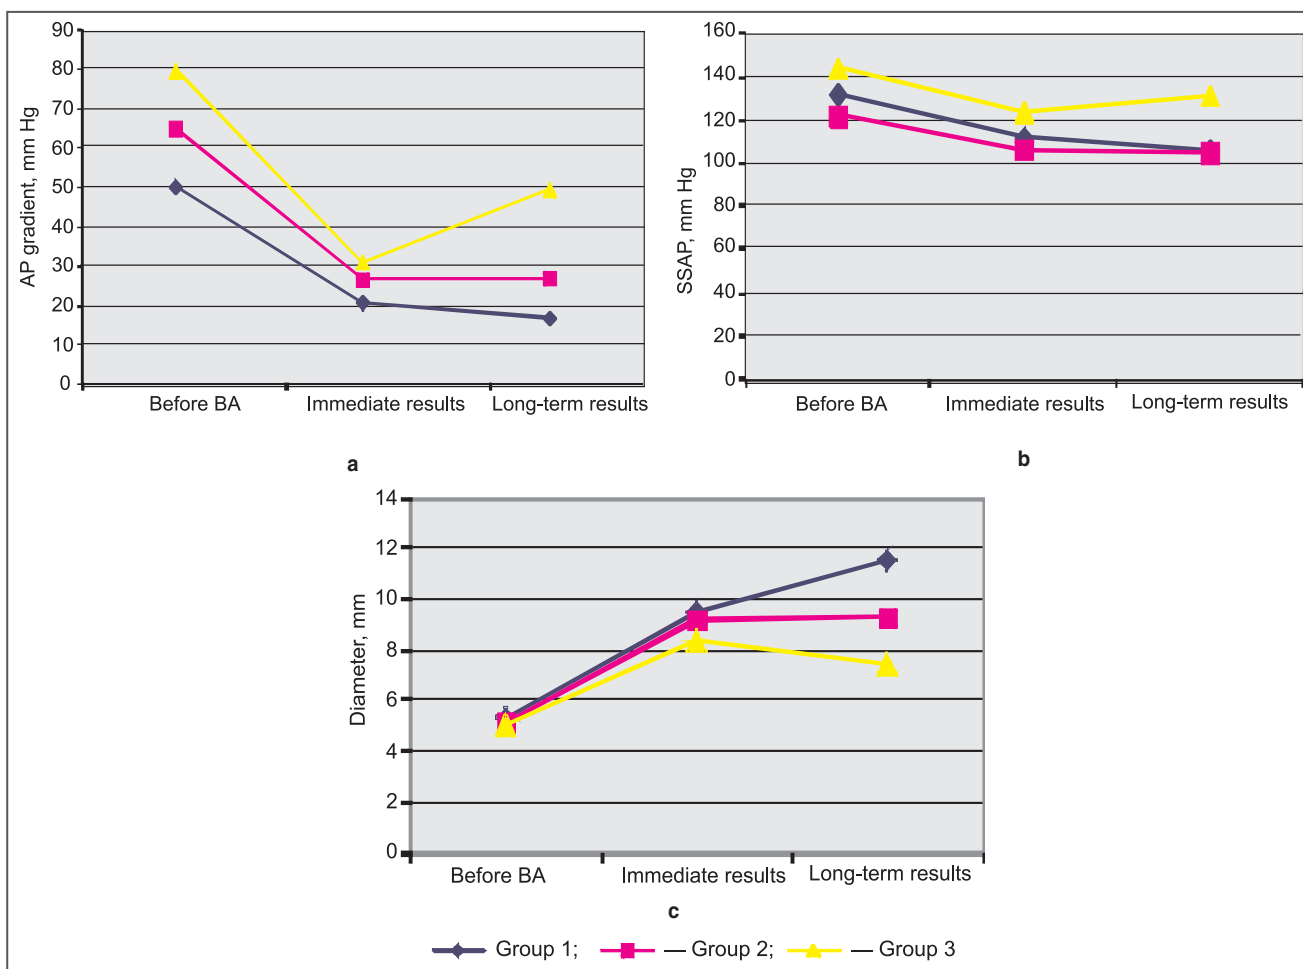 90
80
70
60
50
40
30
20
10
0
AP gradient, mm Hg
Before BA Immediate results Long-term results
a
160
140
120
100
80
60
40
20
0
SSAP, mm Hg
Before BA Immediate results Long-term results
b
14
12
10
8
6
4
2
0
Diameter, mm
Before BA Immediate results Long-term results
c
Group 1; — Group 2; — Group 3